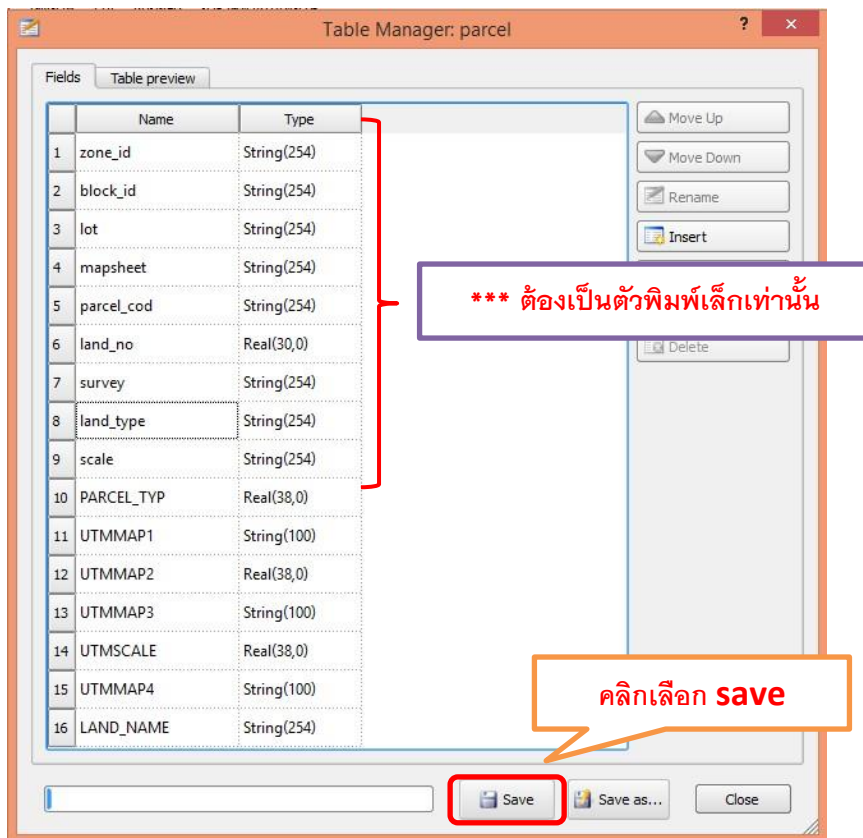 Table Manager: parcel
?
Fields Table preview
Name Type
1 zone_id String(254)
2 block_id String(254)
3 lot String(254)
4 mapsheet String(254)
5 parcel_cod String(254)
6 land_no Real(30,0)
7 survey String(254)
8 land_type String(254)
9 scale String(254)
10 PARCEL_TYP Real(38,0)
11 UTMMAP1 String(100)
12 UTMMAP2 Real(38,0)
13 UTMMAP3 String(100)
14 UTMSCALE Real(38,0)
15 UTMMAP4 String(100)
16 LAND_NAME String(254)
Move Up
Move Down
Rename
Insert
*** ต้องเป็นตัวพิมพ์เล็กเท่านั้น
Delete
คลิกเลือก save
Save Save as... Close